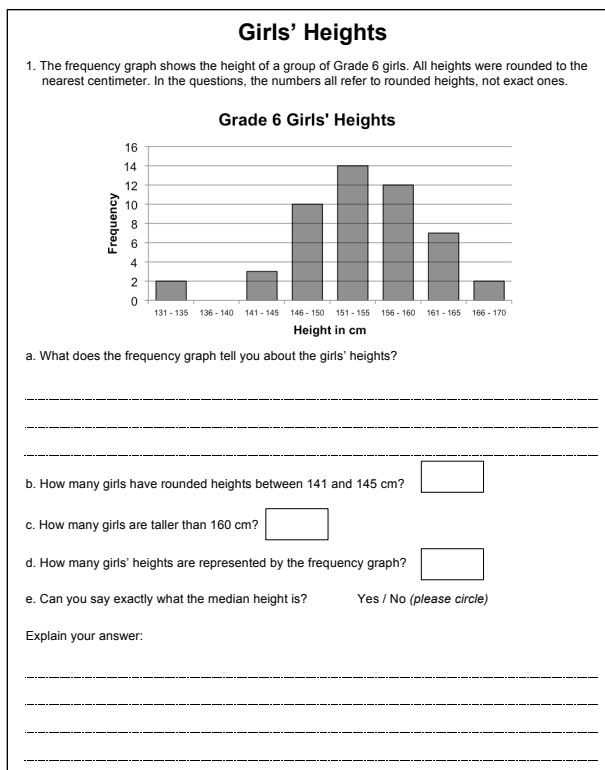 Girls' Heights
1. The frequency graph shows the height of a group of Grade 6 girls. All heights were rounded to the
nearest centimeter. In the questions, the numbers all refer to rounded heights, not exact ones.
Grade 6 Girls' Heights
16
14
12
10
8
6
4
2
0
Frequency
131 - 135 136 - 140 141 - 145 146 - 150 151 - 155 156 - 160 161 - 165 166 - 170
Height in cm
a. What does the frequency graph tell you about the girls' heights?
b. How many girls have rounded heights between 141 and 145 cm?
c. How many girls are taller than 160 cm?
d. How many girls' heights are represented by the frequency graph?
e. Can you say exactly what the median height is? Yes / No (please circle)
Explain your answer: